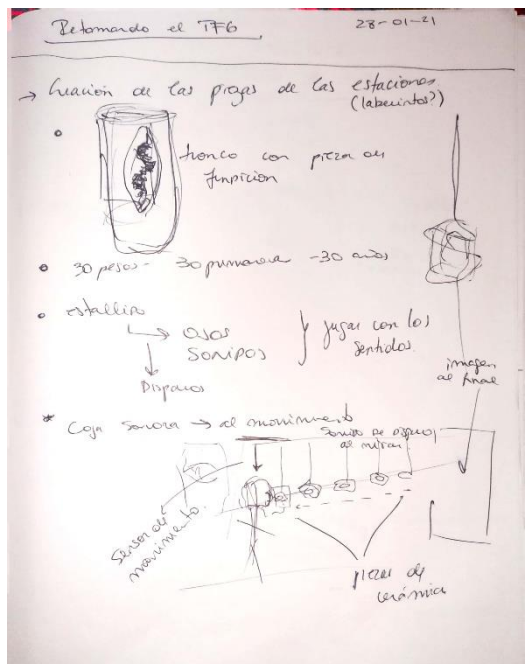 Retomando el TFG. 28-01-21
→ Creación de las piezas de las estaciones
(laberintos?)
tronco con pieza de
fundición
30 pesos - 30 primavera - 30 años
estallido
Ojos
Sonidos
Disparos
jugar con los
sentidos.
imagen
al final
* Caja sonora → al movimiento
Sonido de disparo
al mirar
Sensor de
movimiento.
piezas de
cerámica